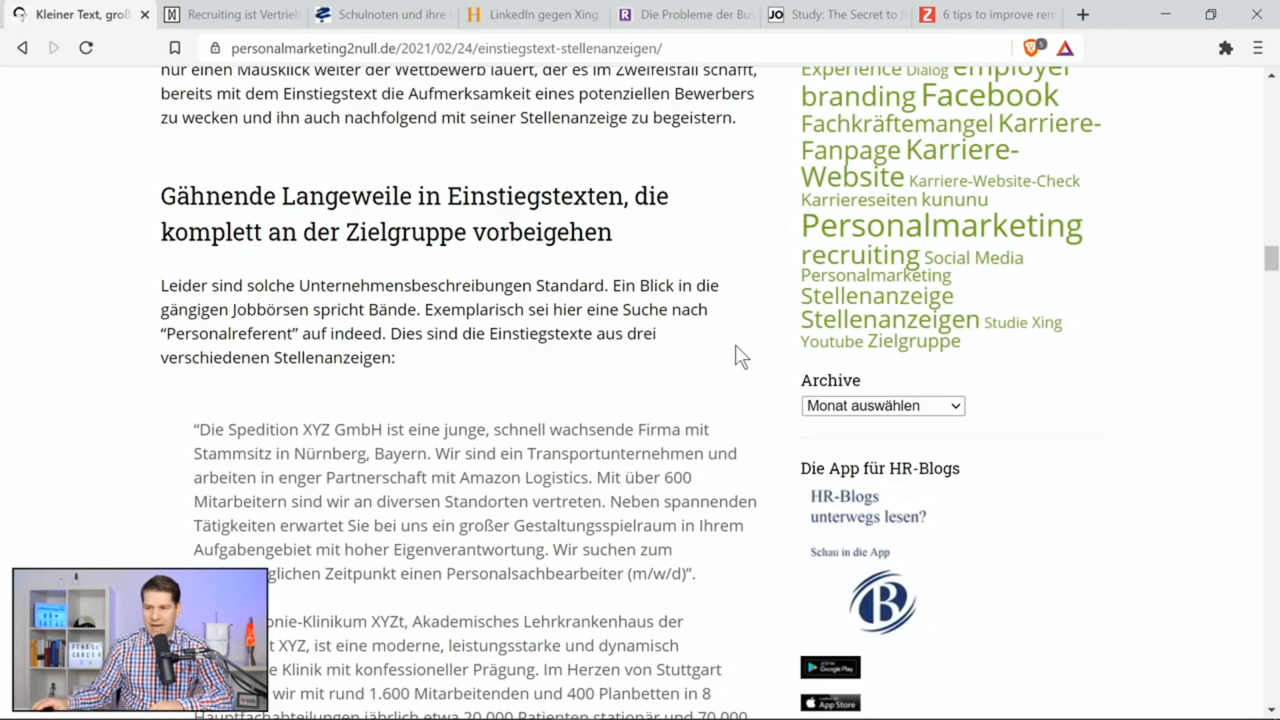 Kleiner Text, groß
Recruiting ist Vertrieb
Schulnoten und ihre
LinkedIn gegen Xing:
Die Probleme der Bu
JO Study: The Secret to S
Z 6 tips to improve rem
personalmarketing2null.de/2021/02/24/einstiegstext-stellenanzeigen/
5
nur einen Mausklick weiter der Wettbewerb lauert, der es im Zweifelsfall schafft,
bereits mit dem Einstiegstext die Aufmerksamkeit eines potenziellen Bewerbers
zu wecken und ihn auch nachfolgend mit seiner Stellenanzeige zu begeistern.
Gähnende Langeweile in Einstiegstexten, die
komplett an der Zielgruppe vorbeigehen
Leider sind solche Unternehmensbeschreibungen Standard. Ein Blick in die
gängigen Jobbörsen spricht Bände. Exemplarisch sei hier eine Suche nach
“Personalreferent” auf indeed. Dies sind die Einstiegstexte aus drei
verschiedenen Stellenanzeigen:
“Die Spedition XYZ GmbH ist eine junge, schnell wachsende Firma mit
Stammsitz in Nürnberg, Bayern. Wir sind ein Transportunternehmen und
arbeiten in enger Partnerschaft mit Amazon Logistics. Mit über 600
Mitarbeitern sind wir an diversen Standorten vertreten. Neben spannenden
Tätigkeiten erwartet Sie bei uns ein großer Gestaltungsspielraum in Ihrem
Aufgabengebiet mit hoher Eigenverantwortung. Wir suchen zum
glichen Zeitpunkt einen Personalsachbearbeiter (m/w/d)”.
onie-Klinikum XYZt, Akademisches Lehrkrankenhaus der
t XYZ, ist eine moderne, leistungsstarke und dynamisch
e Klinik mit konfessioneller Prägung. Im Herzen von Stuttgart
wir mit rund 1.600 Mitarbeitenden und 400 Planbetten in 8
Hauptfachabteilungen jährlich etwa 20.000 Patienten stationär und 70.000
Experience Dialog employer
branding Facebook
Fachkräftemangel Karriere-
Fanpage Karriere-
Website Karriere-Website-Check
Karriereseiten kununu
Personalmarketing
recruiting Social Media
Personalmarketing
Stellenanzeige
Stellenanzeigen Studie Xing
Youtube Zielgruppe
Archive
Monat auswählen
Die App für HR-Blogs
HR-Blogs
unterwegs lesen?
Schau in die App
B
Google Play
App Store